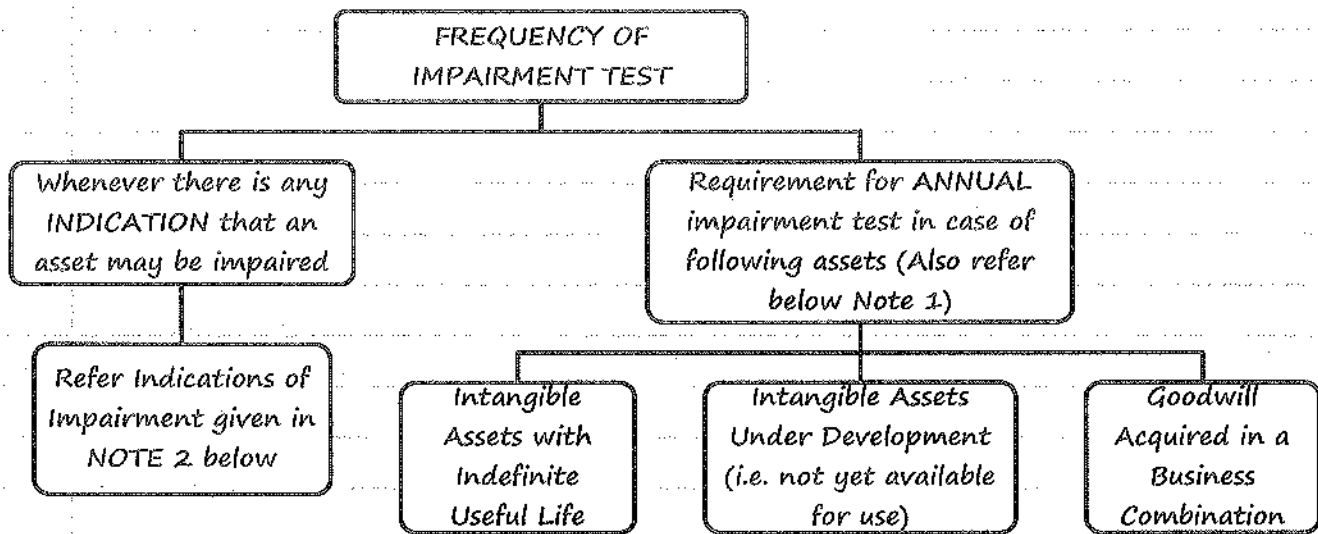 FREQUENCY OF
IMPAIRMENT TEST
Whenever there is any
INDICATION that an
asset may be impaired
Refer Indications of
Impairment given in
NOTE 2 below
Requirement for ANNUAL
impairment test in case of
following assets (Also refer
below Note 1)
Intangible
Assets with
Indefinite
Useful Life
Intangible Assets
Under Development
(i.e. not yet available
for use)
Goodwill
Acquired in a
Business
Combination